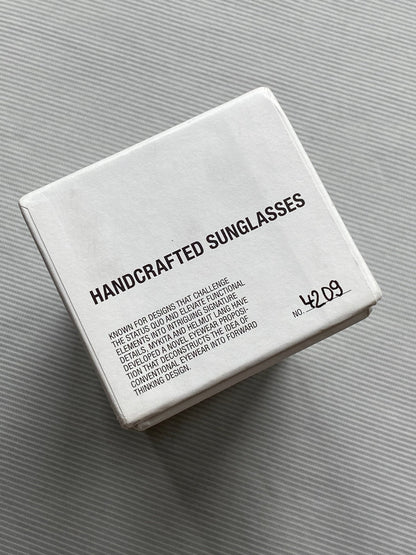 HANDCRAFTED SUNGLASSES
KNOWN FOR DESIGNS THAT CHALLENGE
THE STATUS QUO AND ELEVATE FUNCTIONAL
ELEMENTS INTO INTRIGUING SIGNATURE
DETAILS, MYKITA AND HELMUT LANG HAVE
DEVELOPED A NOVEL EYEWEAR PROPOSI-
TION THAT DECONSTRUCTS THE IDEA OF
CONVENTIONAL EYEWEAR INTO FORWARD
THINKING DESIGN.
NO. 4209